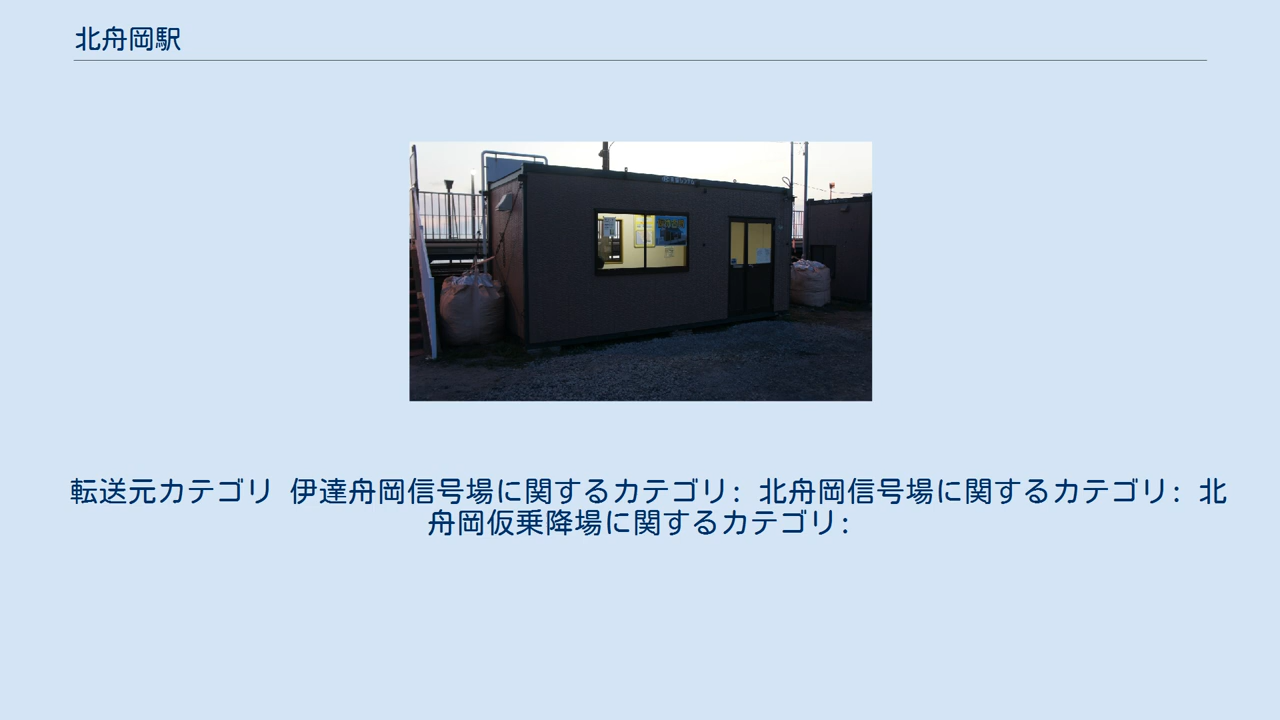 北舟岡駅
転送元カテゴリ 伊達舟岡信号場に関するカテゴリ: 北舟岡信号場に関するカテゴリ: 北
舟岡仮乗降場に関するカテゴリ: